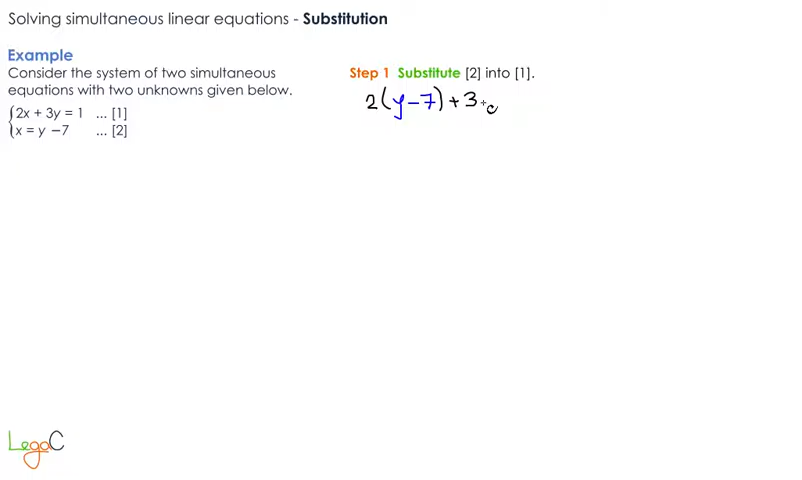 Solving simultaneous linear equations - Substitution
Example
Consider the system of two simultaneous
equations with two unknowns given below.
{2x + 3y = 1 ... [1]
x = y −7 ... [2]
Step 1 Substitute [2] into [1].
2(y−7)+3
LegoC